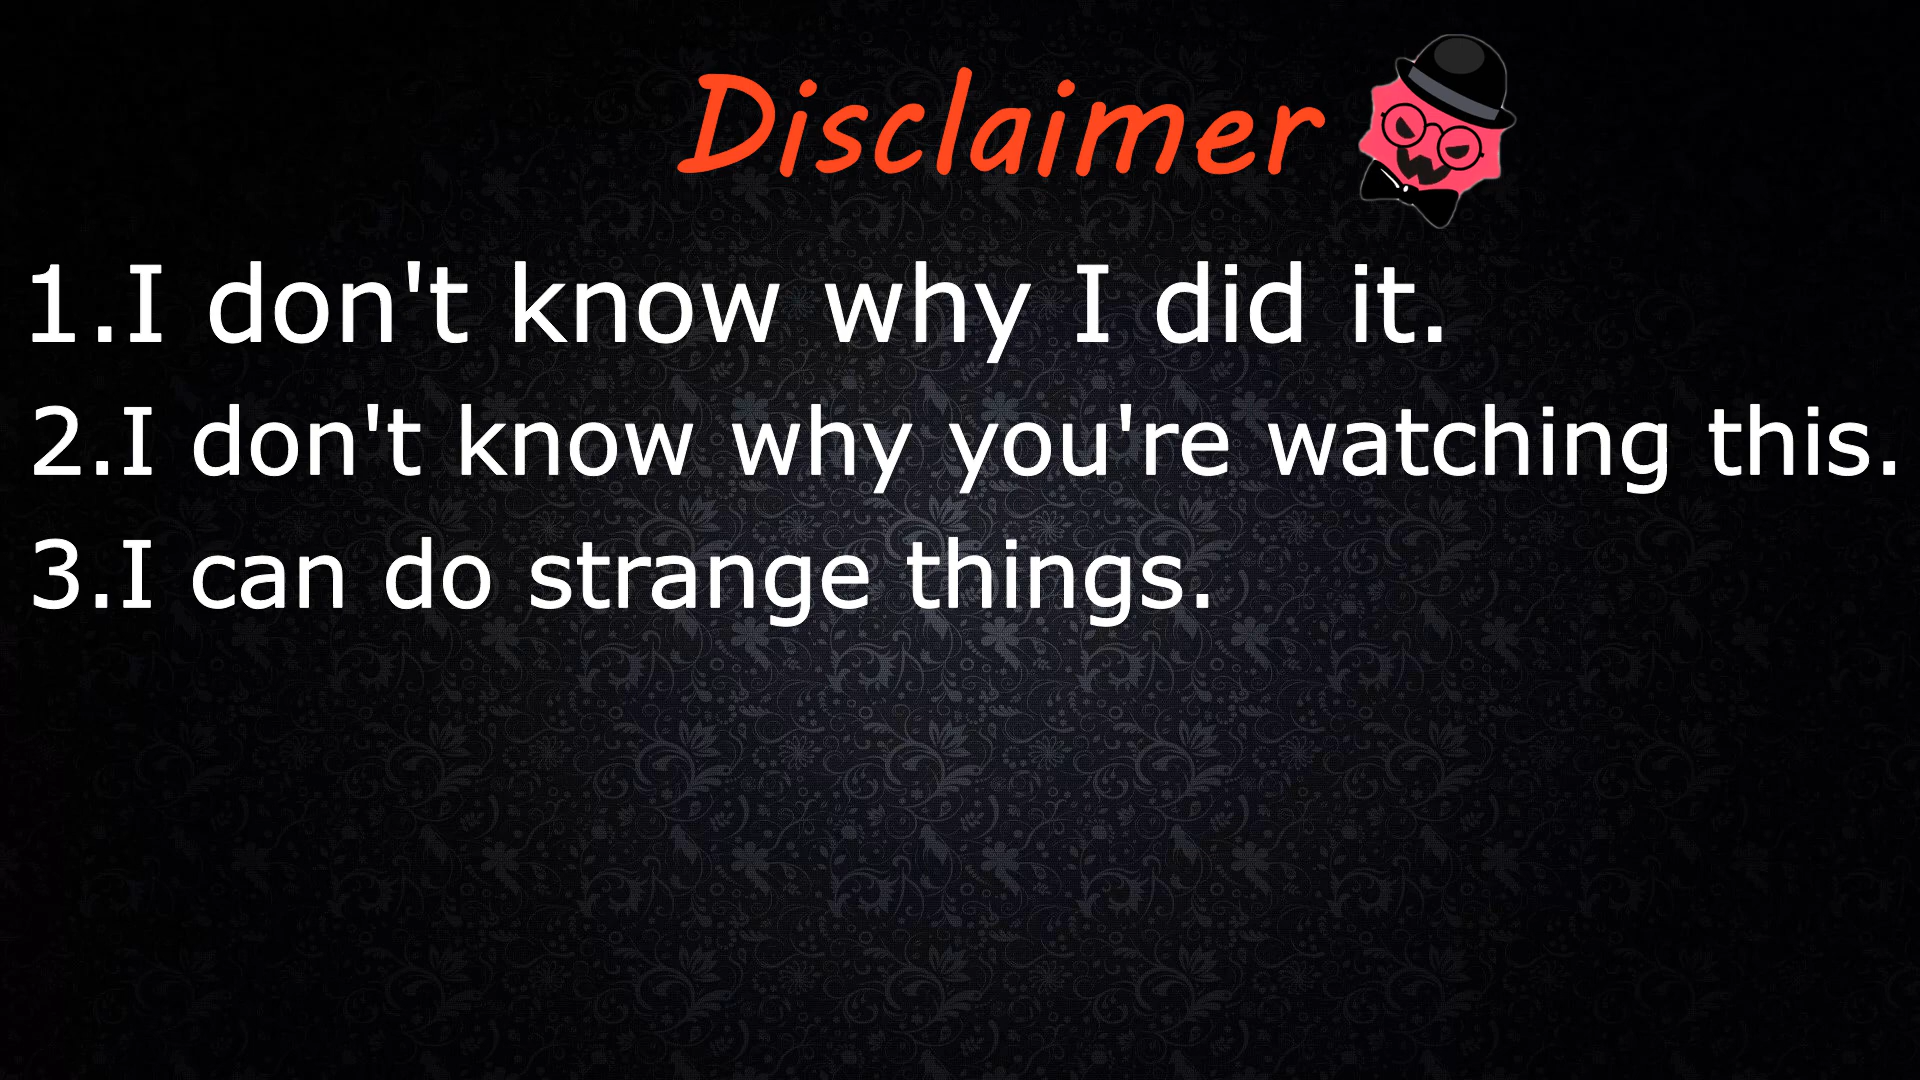 Disclaimer
1.I don't know why I did it.
2.I don't know why you're watching this.
3.I can do strange things.